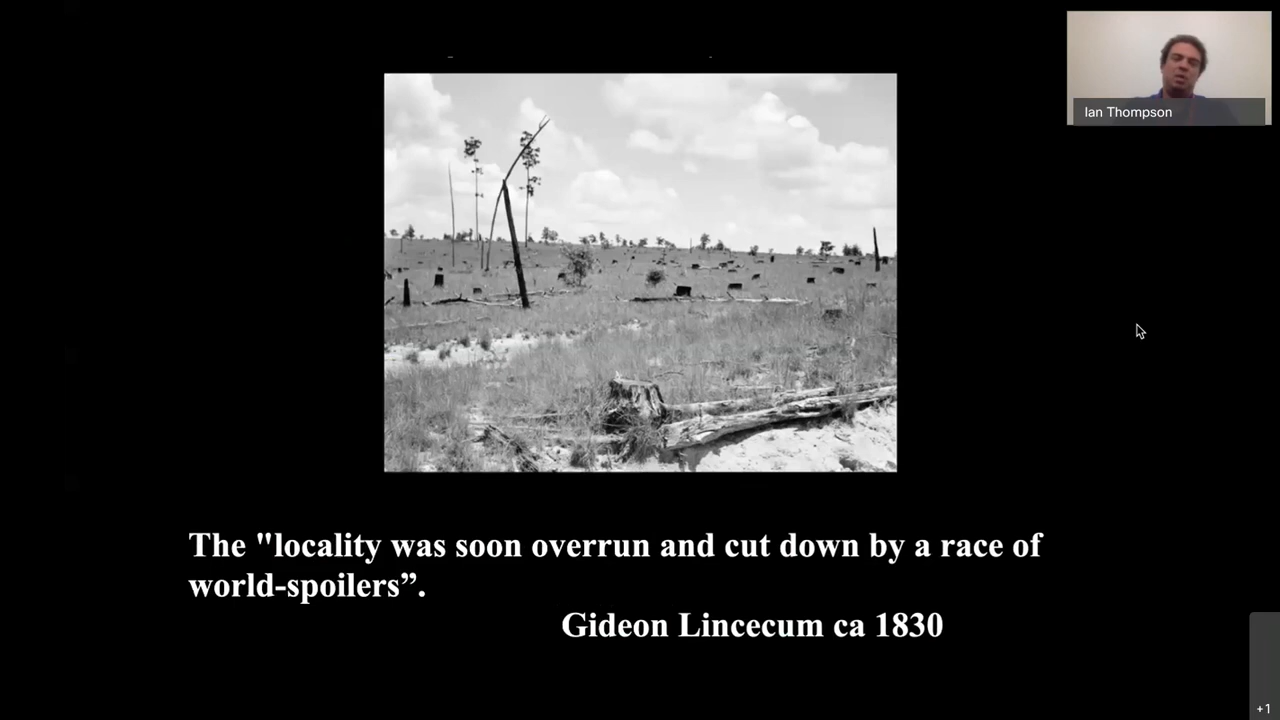 Ian Thompson
The "locality was soon overrun and cut down by a race of
world-spoilers”.
Gideon Lincecum ca 1830
+1